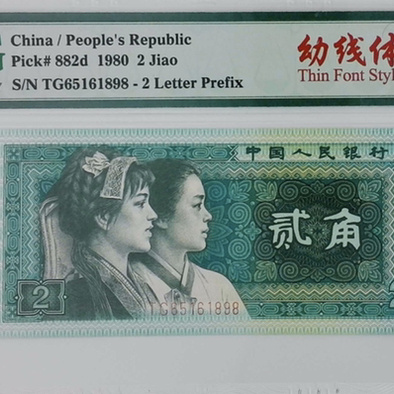 China / People's Republic
Pick# 882d 1980 2 Jiao
S/N TG65161898 - 2 Letter Prefix
幼线体
Thin Font Style
中国人民银行
贰角
2
TG65161898